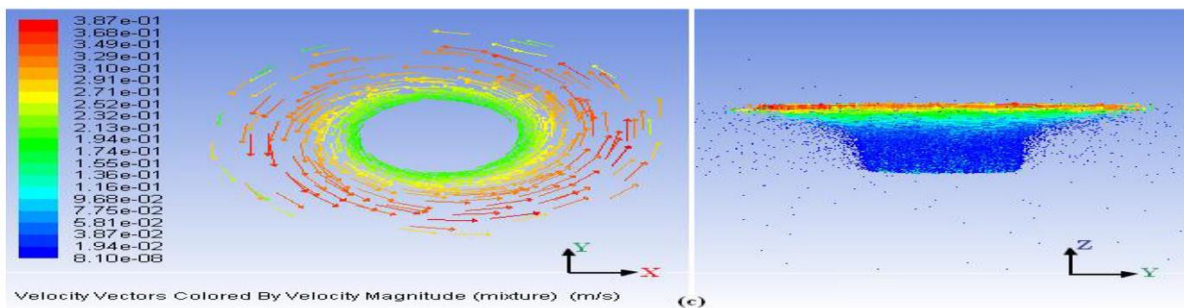 3.87e-01
3.68e-01
3.49e-01
3.29e-01
3.10e-01
2.91e-01
2.52e-01
2.32e-01
2.13e-01
1.94e-01
1.74e-01
1.55e-01
1.36e-01
1.16e-01
9.68e-02
7.75e-02
5.81e-02
3.87e-02
1.94e-02
8.10e-08
Y
X
Z
Y
Velocity Vectors Colored By Velocity Magnitude (mixture) (m/s)
(c)